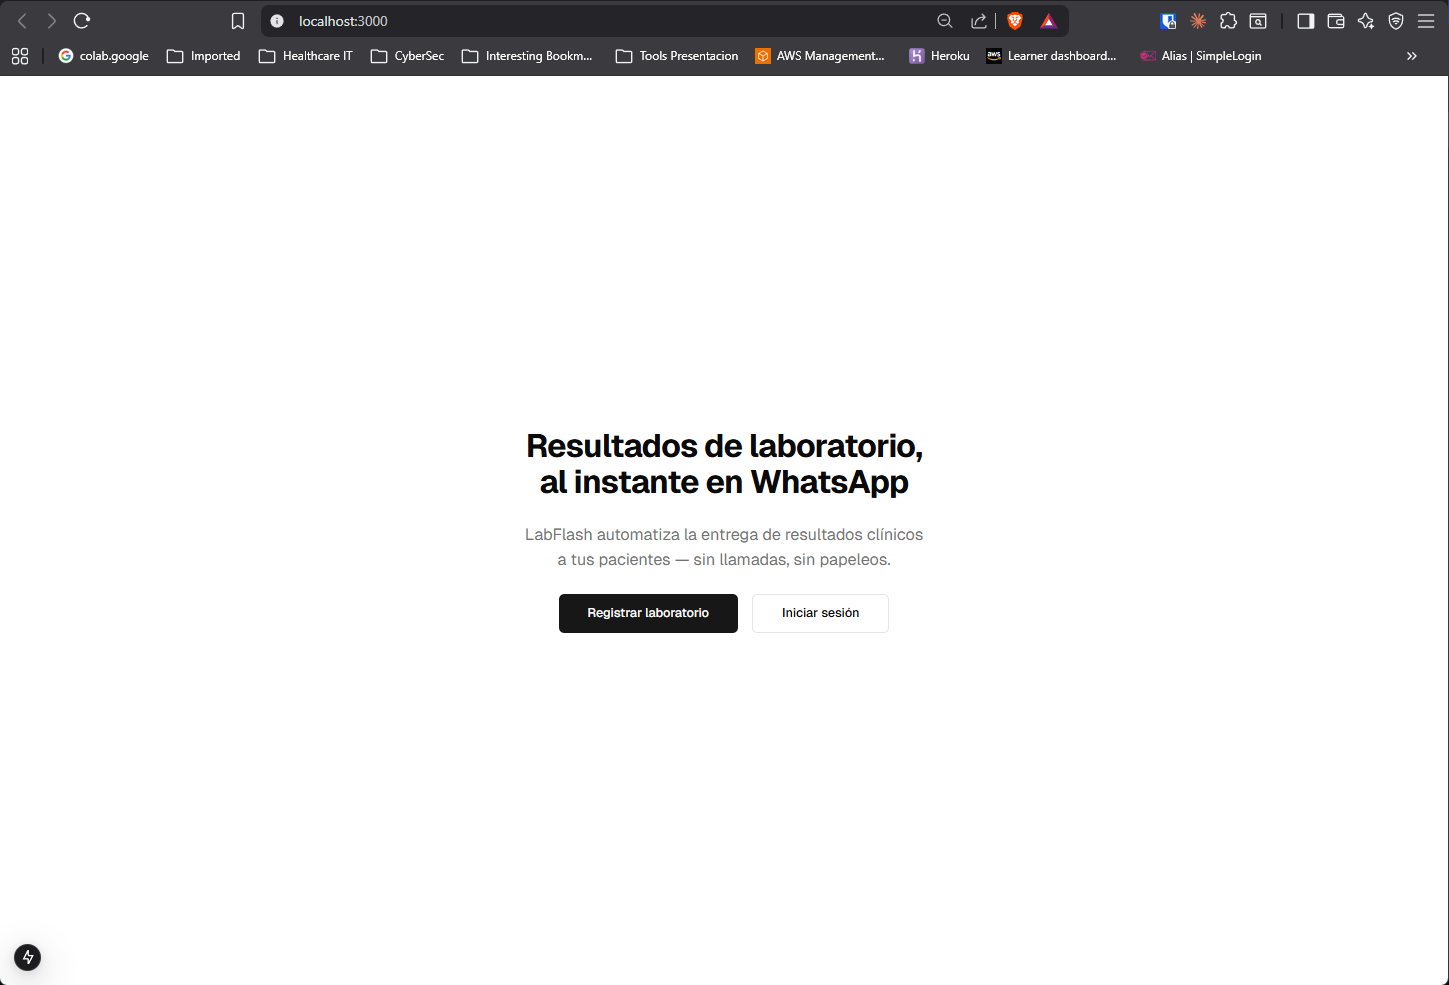 localhost:3000
colab.google
Imported
Healthcare IT
CyberSec
Interesting Bookm...
Tools Presentacion
AWS Management...
Heroku
aws
Learner dashboard...
Alias | SimpleLogin
Resultados de laboratorio,
al instante en WhatsApp
LabFlash automatiza la entrega de resultados clínicos
a tus pacientes — sin llamadas, sin papeleos.
Registrar laboratorio
Iniciar sesión